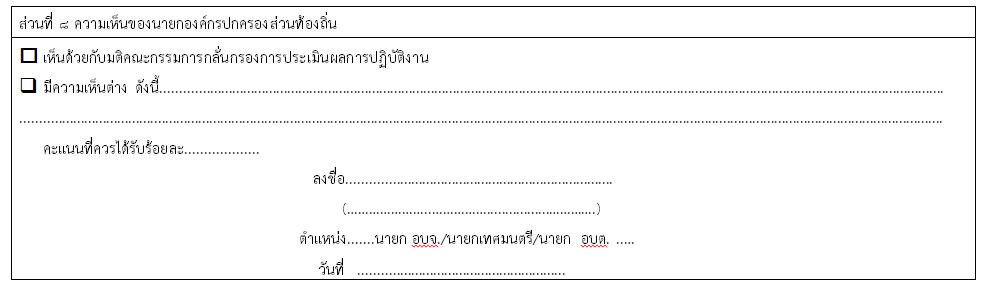 ส่วนที่ ๘ ความเห็นของนายกองค์กรปกครองส่วนท้องถิ่น
เห็นด้วยกับมติคณะกรรมการกลั่นกรองการประเมินผลการปฏิบัติงาน
มีความเห็นต่าง ดังนี้................................................................................................................................................
................................................................................................................................................................................
คะแนนที่ควรได้รับร้อยละ...................
ลงชื่อ...................................................................
(..............................................................)
ตำแหน่ง.......นายก อบจ./นายกเทศมนตรี/นายก อบต. .....
วันที่ ....................................................